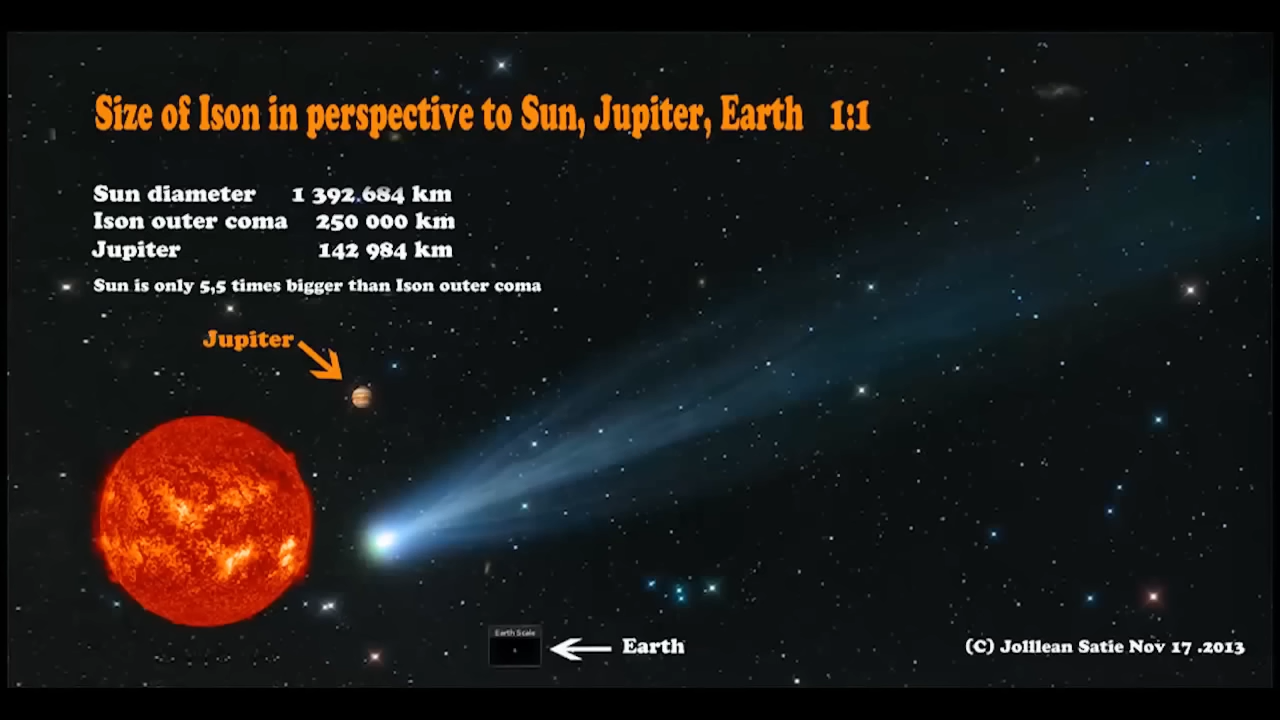 Size of Ison in perspective to Sun, Jupiter, Earth 1:1
Sun diameter 1 392.684 km
Ison outer coma 250 000 km
Jupiter 142 984 km
Sun is only 5,5 times bigger than Ison outer coma
Jupiter
Earth Scale
Earth
(C) Jolilean Satie Nov 17 .2013